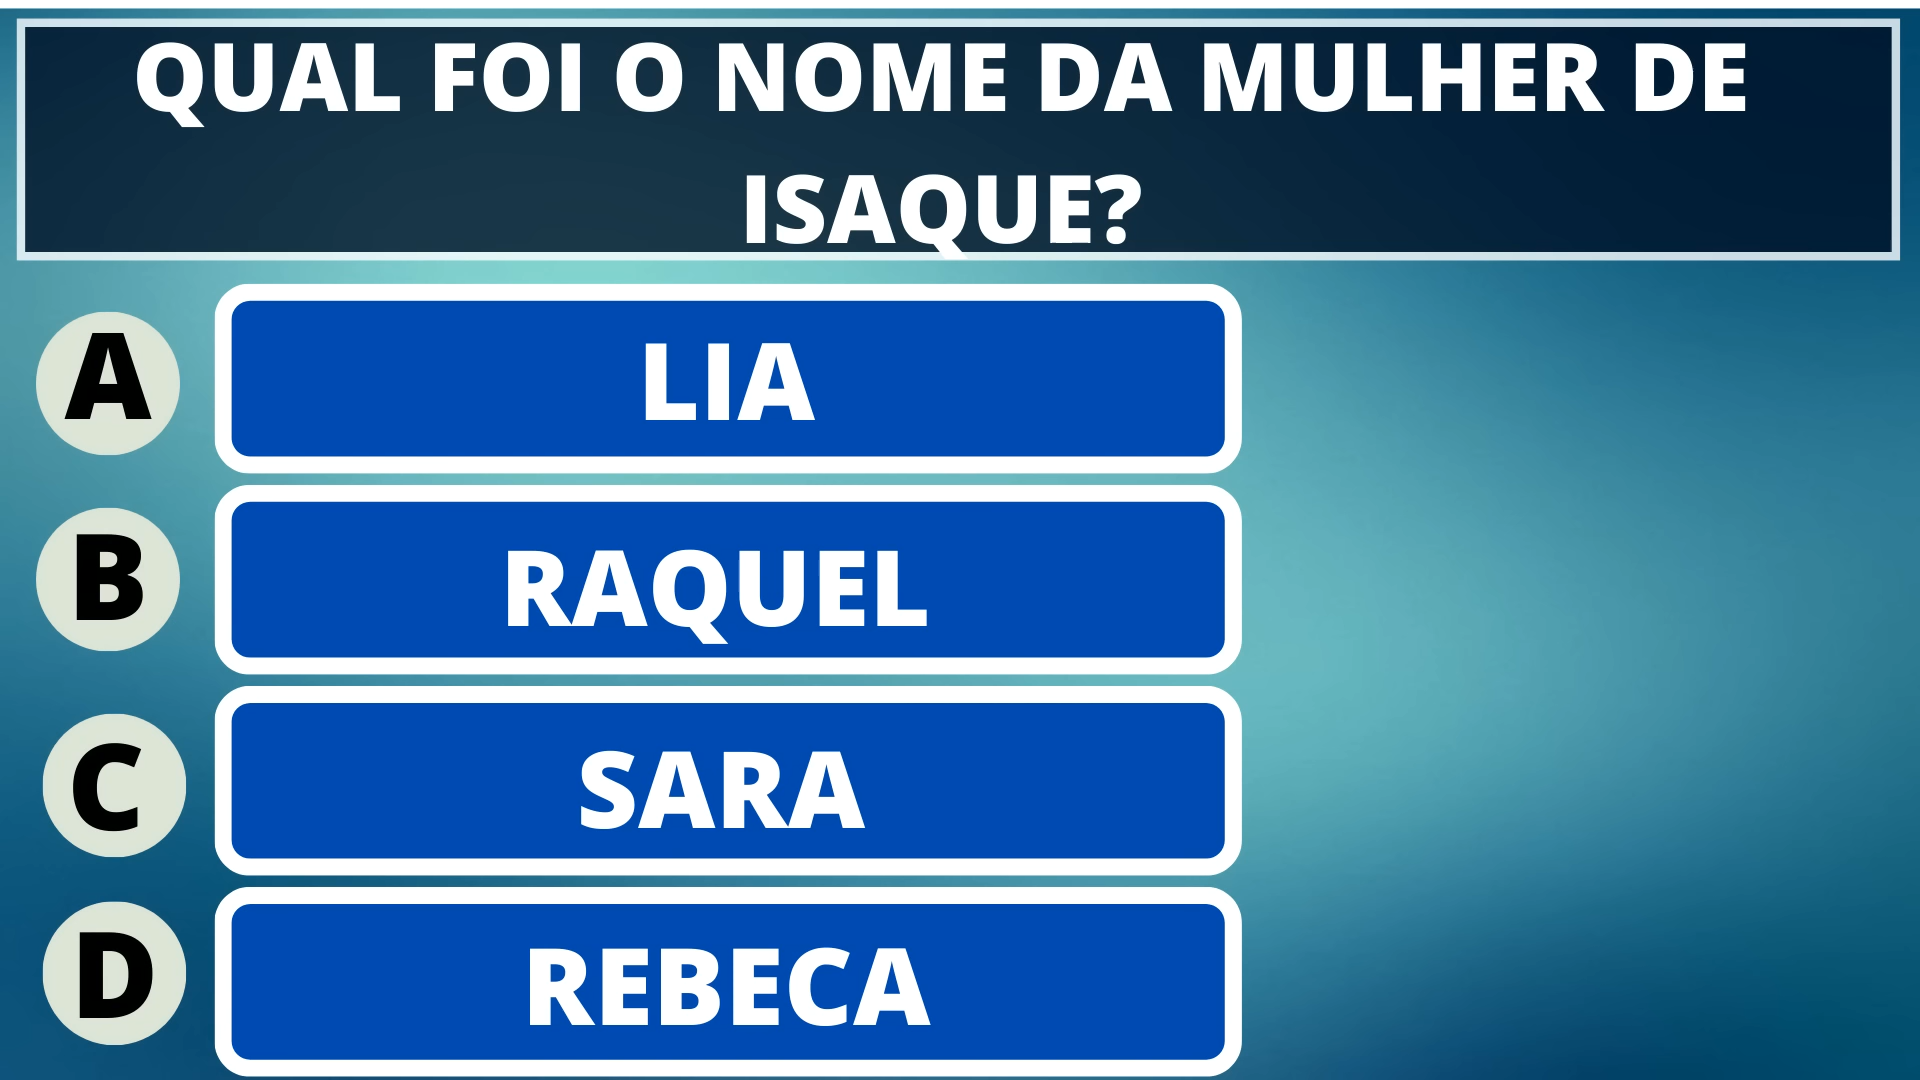 QUAL FOI O NOME DA MULHER DE
ISAQUE?
A
LIA
B
RAQUEL
C
SARA
D
REBECA